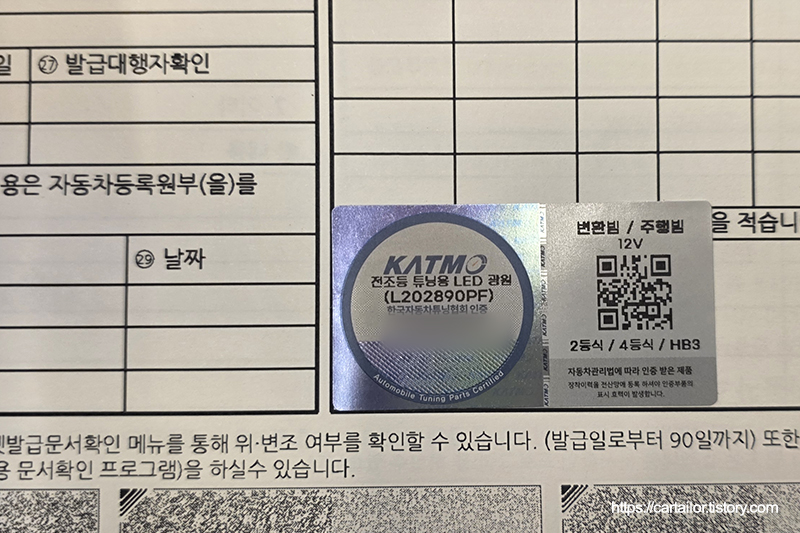 일
㉗ 발급대행자확인
용은 자동차등록원부(을)를
㉙ 날짜
을 적습니
KATMO
전조등 튜닝용 LED 광원
(L202890PF)
한국자동차튜닝협회 인증
Automobile Tuning Parts Certified
KATMO
변환빔 / 주행빔
12V
2등식 / 4등식 / HB3
자동차관리법에 따라 인증 받은 제품
장착이력을 전산망에 등록 하셔야 인증부품의
표시 효력이 발생합니다.
발급문서확인 메뉴를 통해 위·변조 여부를 확인할 수 있습니다. (발급일로부터 90일까지) 또한
용 문서확인 프로그램)을 하실수 있습니다.
https://cartailor.tistory.com